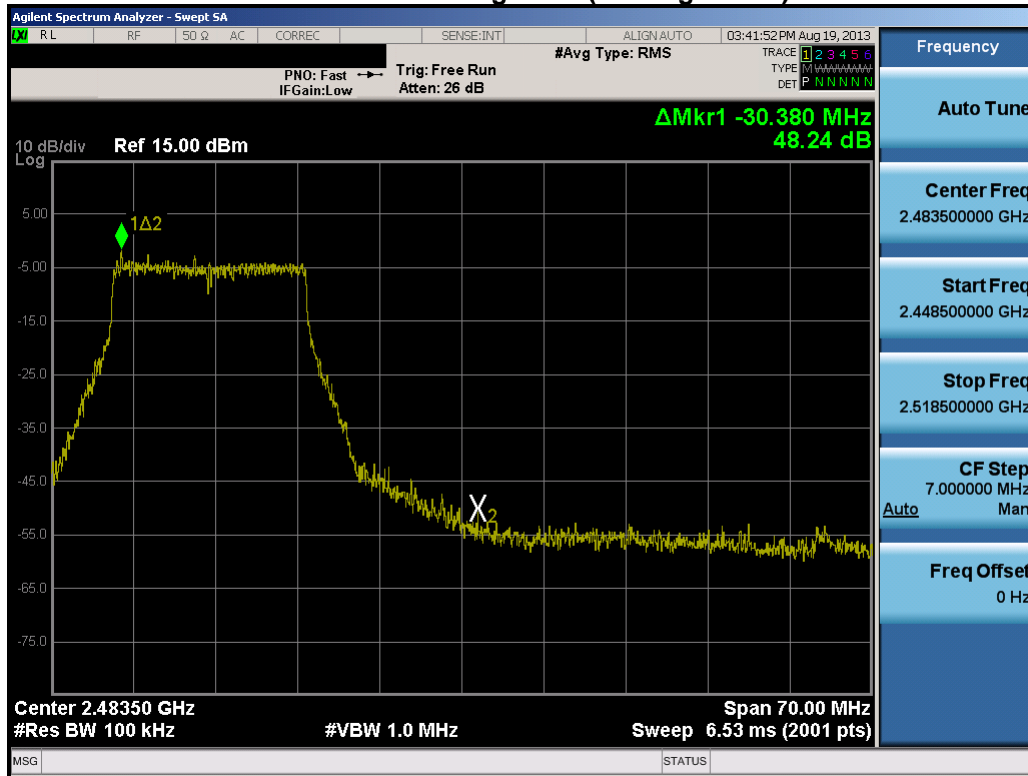 Agilent Spectrum Analyzer - Swept SA
LXI RL RF 50 Ω AC CORREC SENSE:INT ALIGN AUTO 03:41:52 PM Aug 19, 2013
#Avg Type: RMS
TRACE 1 2 3 4 5 6
TYPE M W W W W W
DET P N N N N N
PNO: Fast
IFGain:Low
Trig: Free Run
Atten: 26 dB
ΔMkr1 -30.380 MHz
48.24 dB
10 dB/div Ref 15.00 dBm
Log
5.00
-5.00
-15.0
-25.0
-35.0
-45.0
-55.0
-65.0
-75.0
1Δ2
X2
Center 2.48350 GHz
Span 70.00 MHz
#Res BW 100 kHz
#VBW 1.0 MHz
Sweep 6.53 ms (2001 pts)
MSG
STATUS
Frequency
Auto Tune
Center Freq
2.483500000 GHz
Start Freq
2.448500000 GHz
Stop Freq
2.518500000 GHz
CF Step
7.000000 MHz
Auto Man
Freq Offset
0 Hz